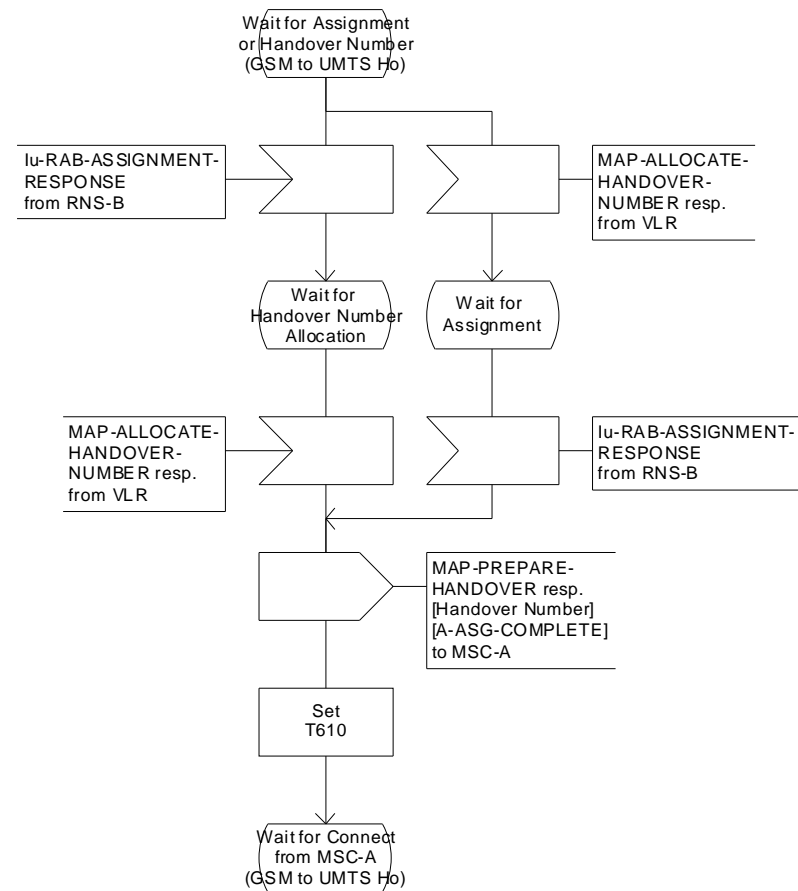 Wait for Assignment
or Handover Number
(GSM to UMTS Ho)
Iu-RAB-ASSIGNMENT-
RESPONSE
from RNS-B
MAP-ALLOCATE-
HANDOVER-
NUMBER resp.
from VLR
Wait for
Handover Number
Allocation
Wait for
Assignment
MAP-ALLOCATE-
HANDOVER-
NUMBER resp.
from VLR
Iu-RAB-ASSIGNMENT-
RESPONSE
from RNS-B
MAP-PREPARE-
HANDOVER resp.
[Handover Number]
[A-ASG-COMPLETE]
to MSC-A
Set
T610
Wait for Connect
from MSC-A
(GSM to UMTS Ho)